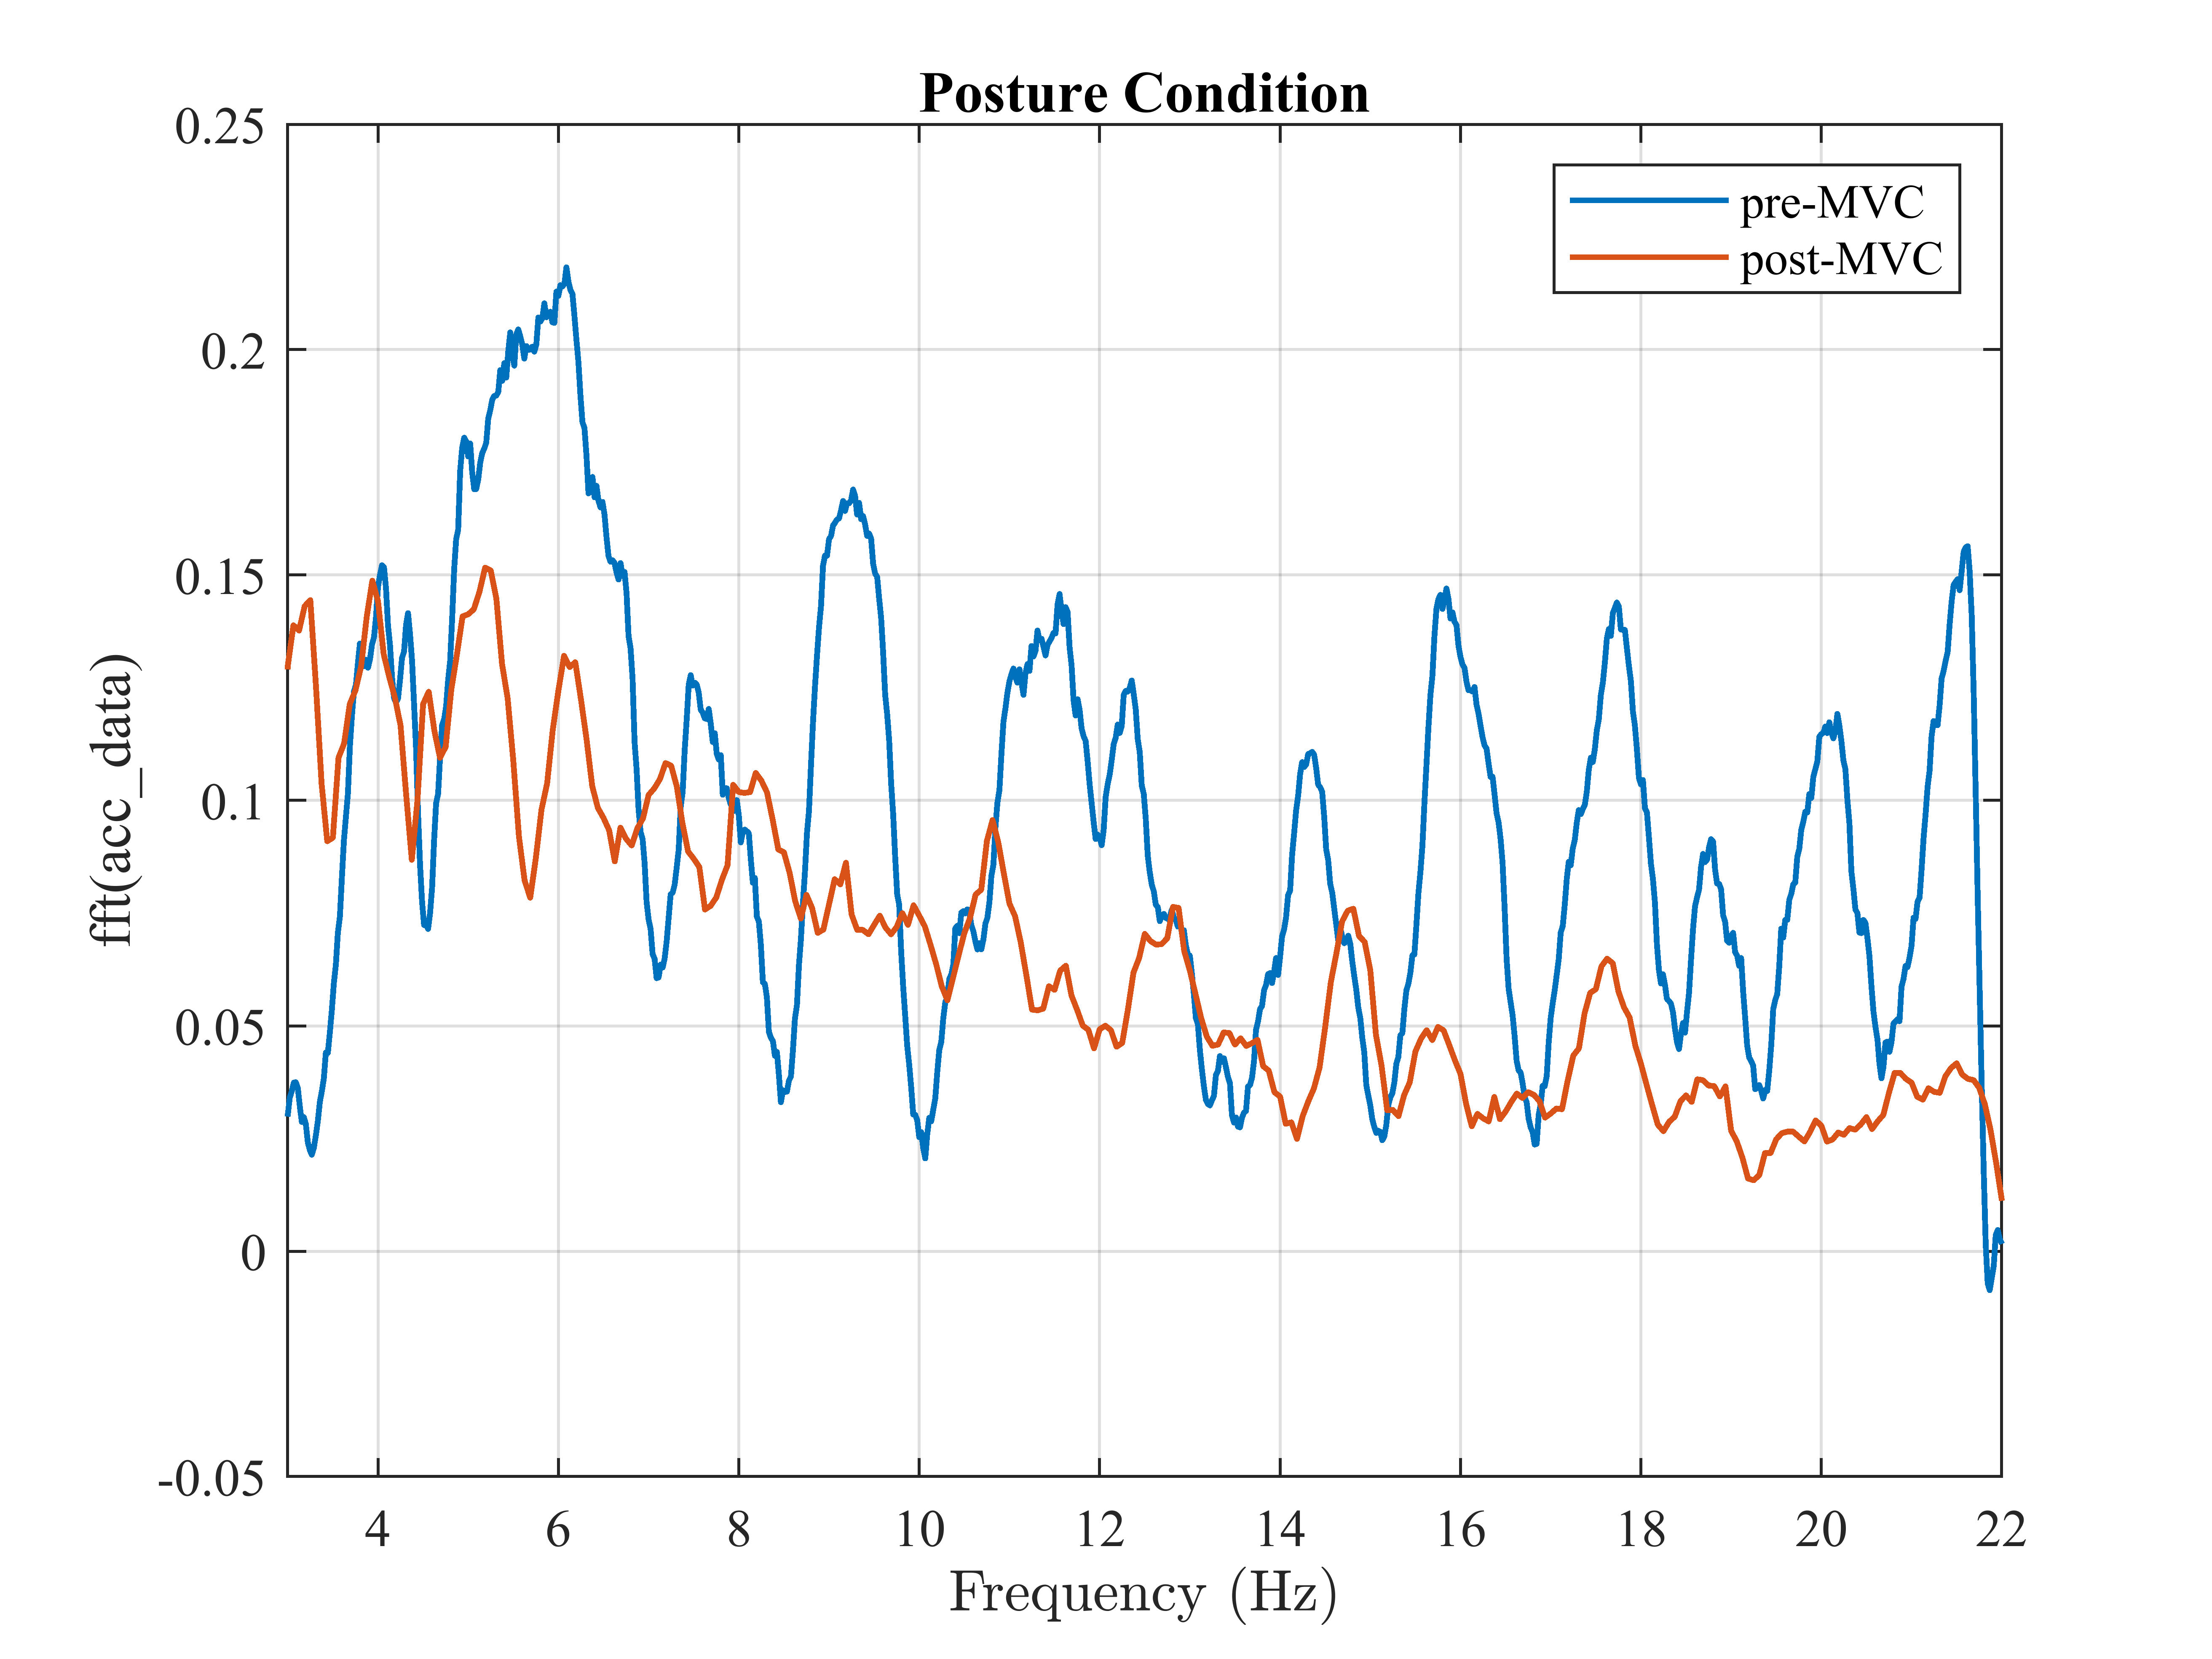 Posture Condition
0.25
0.2
0.15
0.1
0.05
0
-0.05
fft(acc_data)
pre-MVC
post-MVC
4 6 8 10 12 14 16 18 20 22
Frequency (Hz)